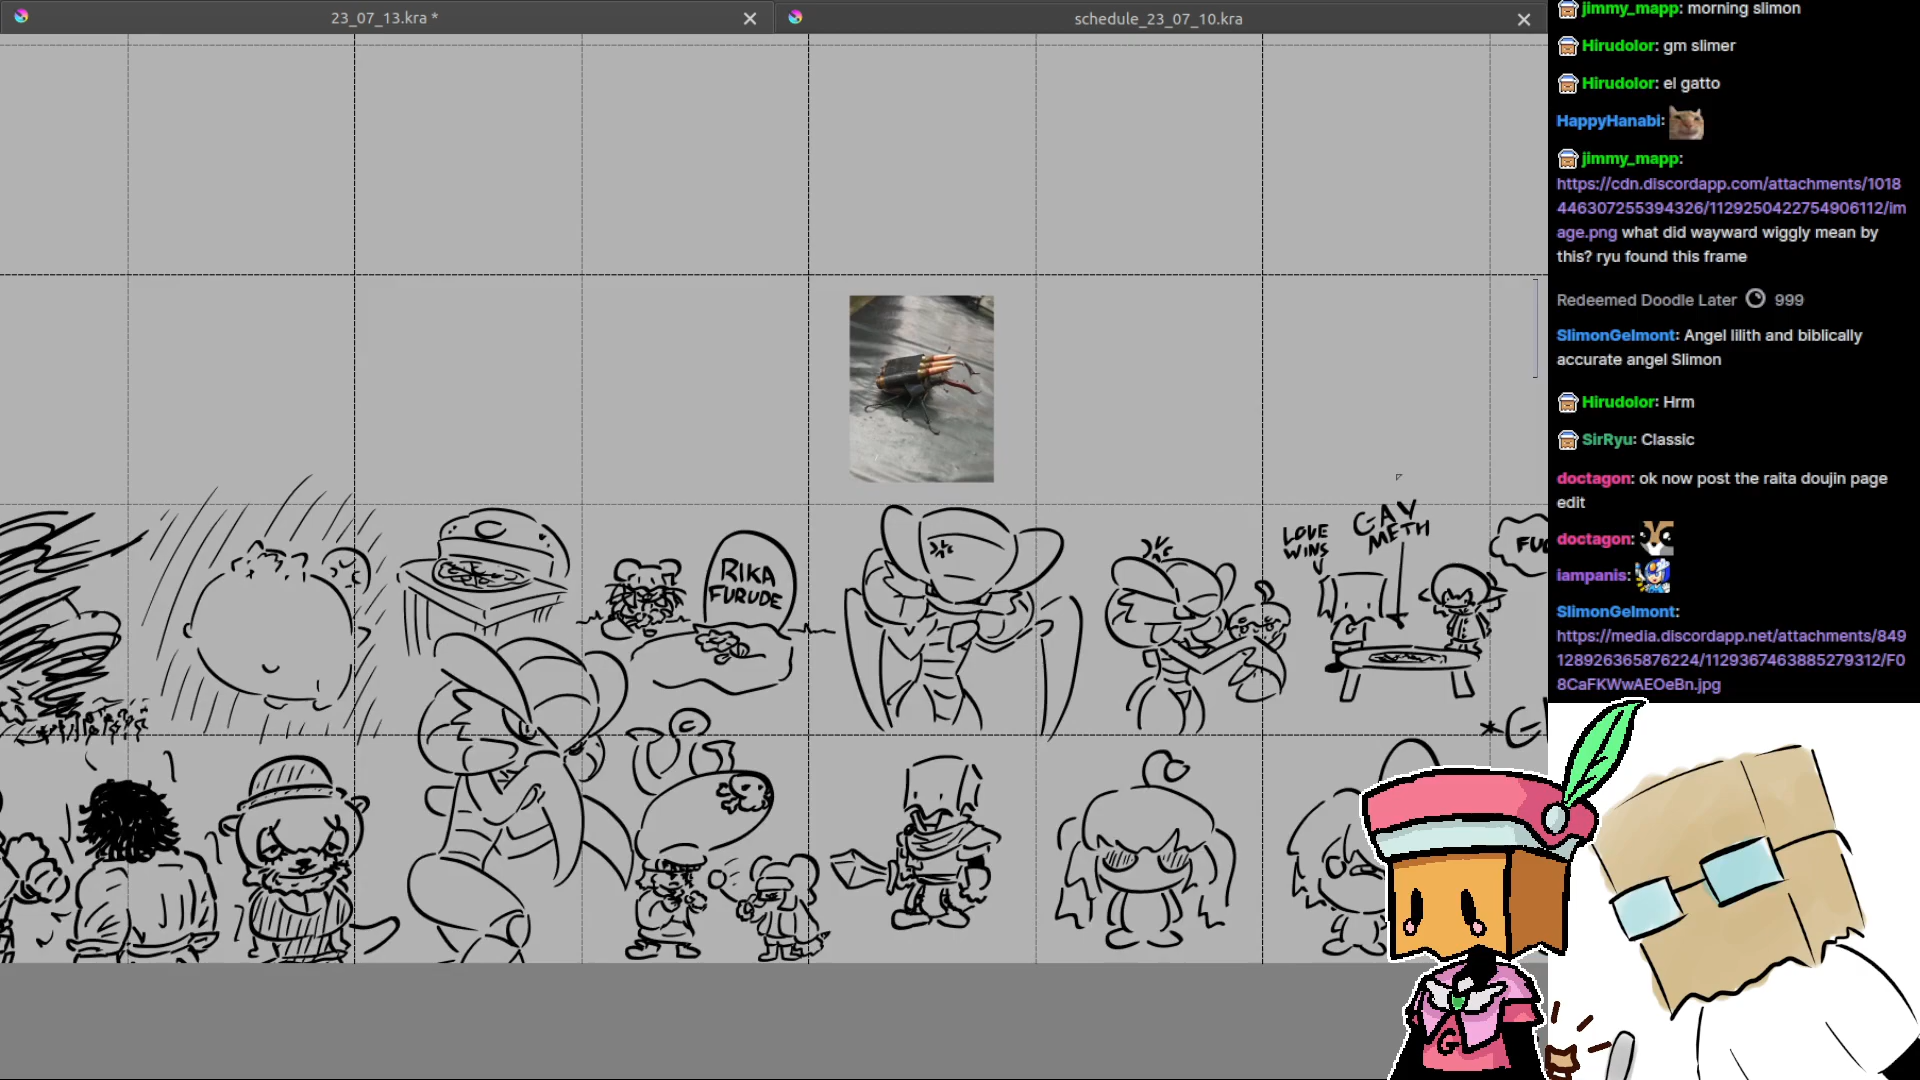 23_07_13.kra *
schedule_23_07_10.kra
jimmy_mapp: morning slimon
Hirudolor: gm slimer
Hirudolor: el gatto
HappyHanabi:
jimmy_mapp:
https://cdn.discordapp.com/attachments/1018
446307255394326/1129250422754906112/im
age.png what did wayward wiggly mean by
this? ryu found this frame
Redeemed Doodle Later 999
SlimonGelmont: Angel lilith and biblically
accurate angel Slimon
Hirudolor: Hrm
SirRyu: Classic
doctagon: ok now post the raita doujin page
edit
doctagon:
iampanis:
SlimonGelmont:
https://media.discordapp.net/attachments/849
128926365876224/1129367463885279312/F0
8CaFKWwAEOeBn.jpg
RIKA
FURUDE
LOVE
WINS
GAY
METH
G